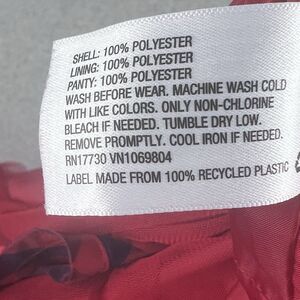 SHELL: 100% POLYESTER
LINING: 100% POLYESTER
PANTY: 100% POLYESTER
WASH BEFORE WEAR. MACHINE WASH COLD
WITH LIKE COLORS. ONLY NON-CHLORINE
BLEACH IF NEEDED. TUMBLE DRY LOW.
REMOVE PROMPTLY. COOL IRON IF NEEDED.
RN17730 VN1069804
LABEL MADE FROM 100% RECYCLED PLASTIC